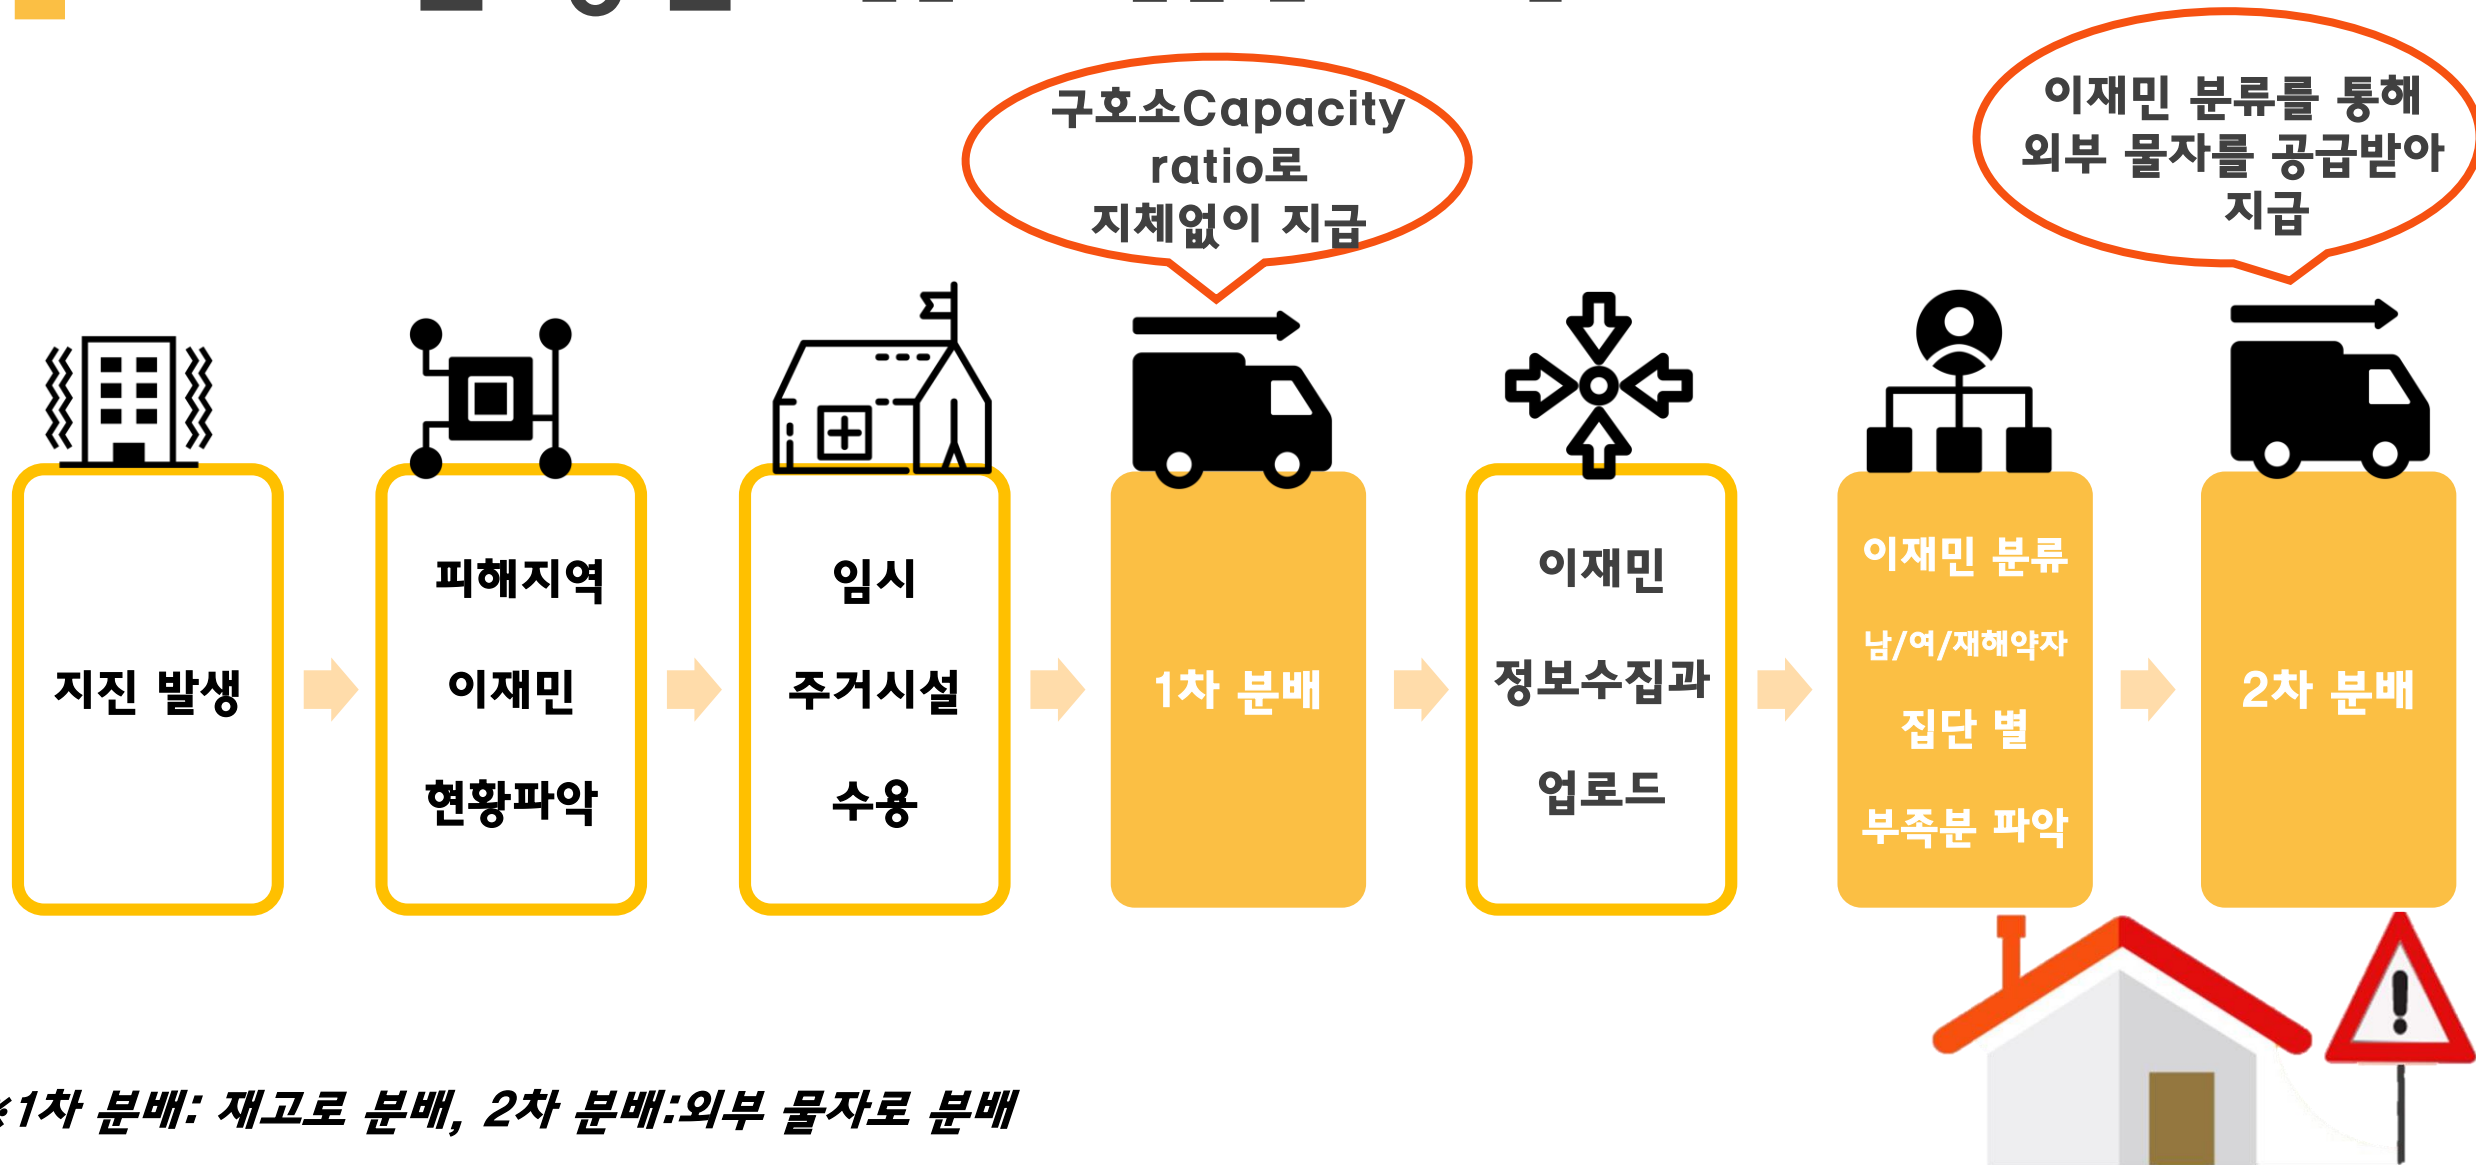 구호소Capacity
ratio로
지체없이 지급
이재민 분류를 통해
외부 물자를 공급받아
지급
지진 발생
피해지역
이재민
현황파악
임시
주거시설
수용
1차 분배
이재민
정보수집과
업로드
이재민 분류
남/여/재해약자
집단 별
부족분 파악
2차 분배
※1차 분배: 재고로 분배, 2차 분배:외부 물자로 분배